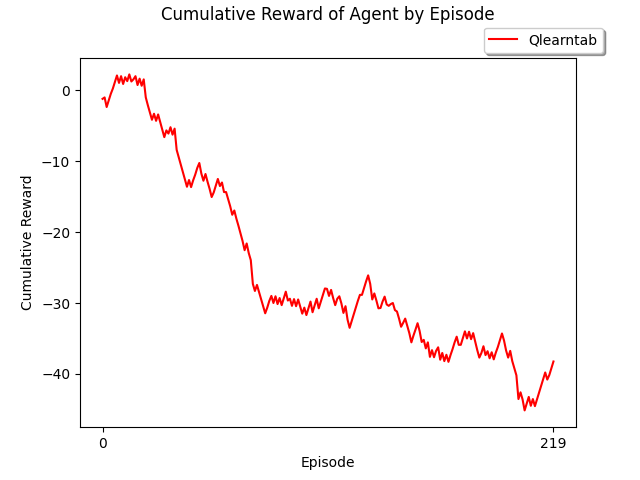 Cumulative Reward of Agent by Episode
Qlearntab
0
−10
−20
−30
−40
Cumulative Reward
0
219
Episode